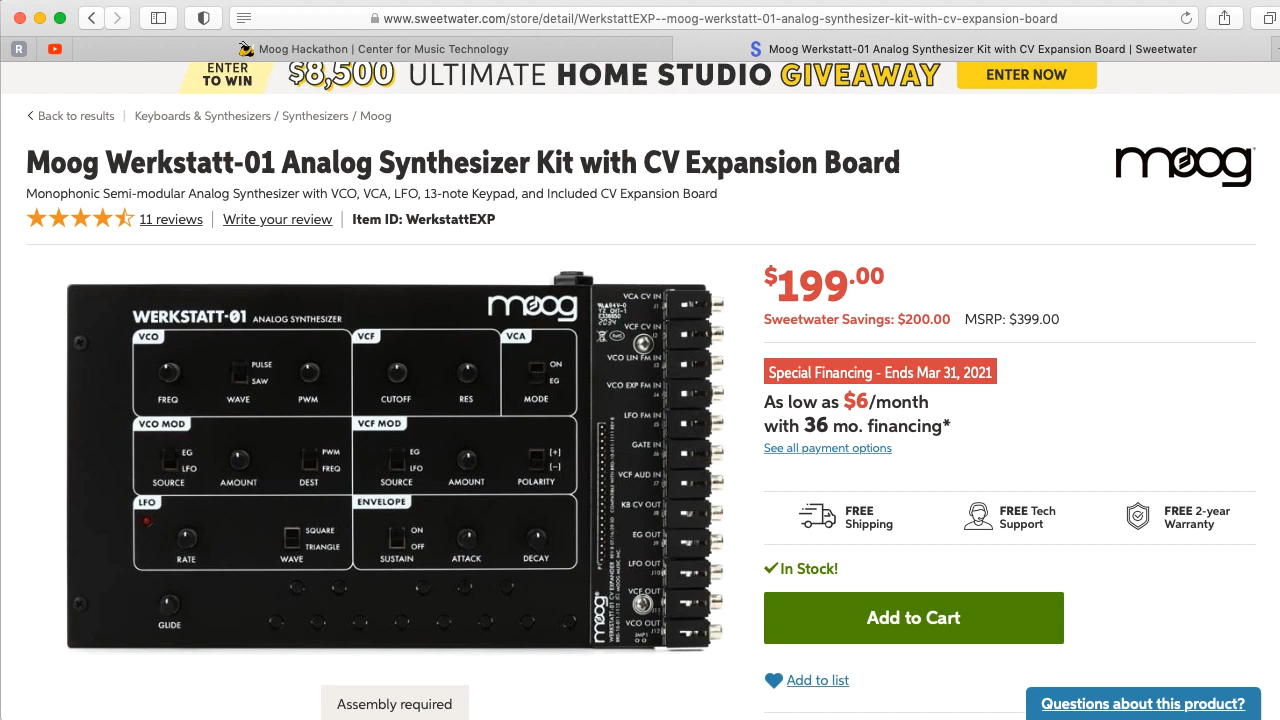 www.sweetwater.com/store/detail/WerkstattEXP--moog-werkstatt-01-analog-synthesizer-kit-with-cv-expansion-board
R
Moog Hackathon | Center for Music Technology
S Moog Werkstatt-01 Analog Synthesizer Kit with CV Expansion Board | Sweetwater
ENTER TO WIN
$8,500 ULTIMATE HOME STUDIO GIVEAWAY
ENTER NOW
Back to results | Keyboards & Synthesizers / Synthesizers / Moog
Moog Werkstatt-01 Analog Synthesizer Kit with CV Expansion Board
moog
Monophonic Semi-modular Analog Synthesizer with VCO, VCA, LFO, 13-note Keypad, and Included CV Expansion Board
11 reviews | Write your review | Item ID: WerkstattEXP
WERKSTATT-01 ANALOG SYNTHESIZER
moog
VCO
PULSE
SAW
FREQ WAVE PWM
VCF
CUTOFF RES
VCA
ON
EG
MODE
VCO MOD
EG
LFO
PWM
FREQ
SOURCE AMOUNT DEST
VCF MOD
EG
LFO
[+]
[–]
SOURCE AMOUNT POLARITY
LFO
SQUARE
TRIANGLE
RATE WAVE
ENVELOPE
ON
OFF
SUSTAIN ATTACK DECAY
GLIDE
VCA CV IN
VCF CV IN
VCO LIN FM IN
VCO EXP FM IN
LFO FM IN
GATE IN
VCF AUD IN
KB CV OUT
EG OUT
LFO OUT
VCF OUT
VCO OUT
moog
WERKSTATT-01 CV EXPANDER
Assembly required
$199.00
Sweetwater Savings: $200.00 MSRP: $399.00
Special Financing - Ends Mar 31, 2021
As low as $6/month
with 36 mo. financing*
See all payment options
FREE Shipping
FREE Tech Support
FREE 2-year Warranty
In Stock!
Add to Cart
Add to list
Questions about this product?